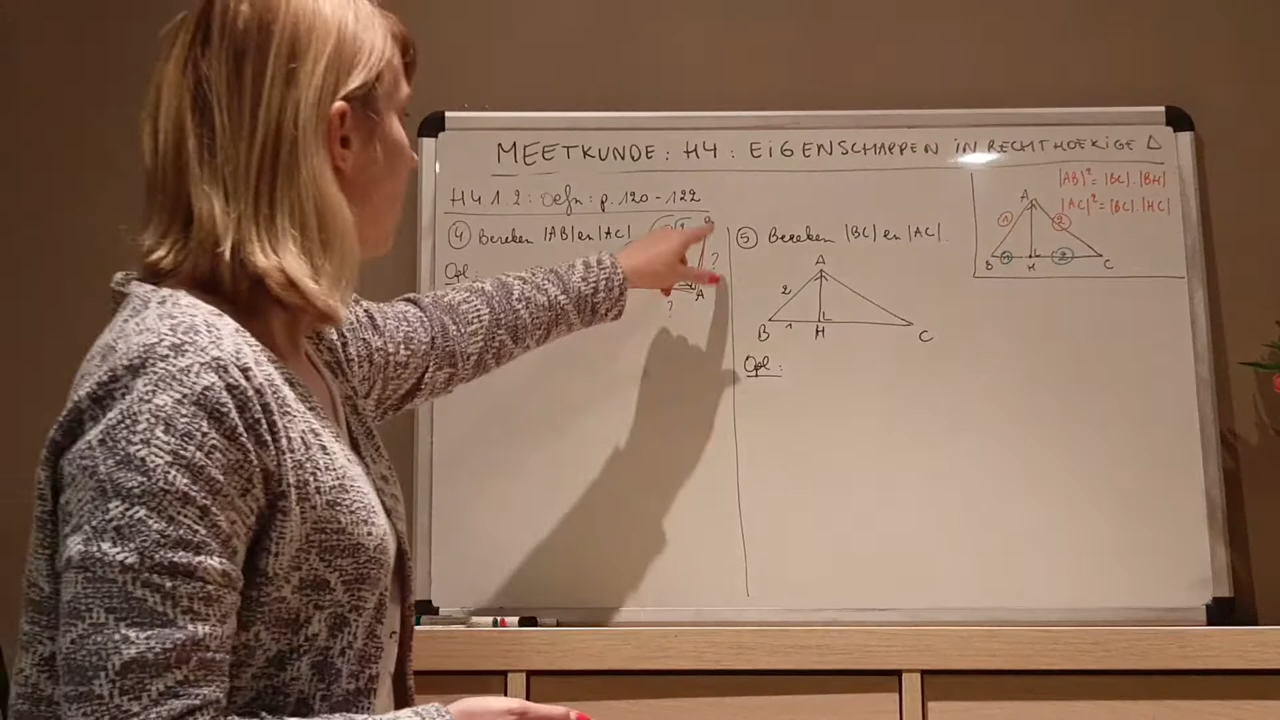 MEETKUNDE: H4: EIGENSCHAPPEN IN RECHTHOEKIGE Δ
H4 1.2: oefn: p. 120-122
④ Bereken |AB| en |AC|
Opl:
?
A
?
⑤ Bereken |BC| en |AC|.
A
2
B 1 H C
Opl:
|AB|² = |BC|.|BH|
|AC|² = |BC|.|HC|
A
① ②
B ① H ② C